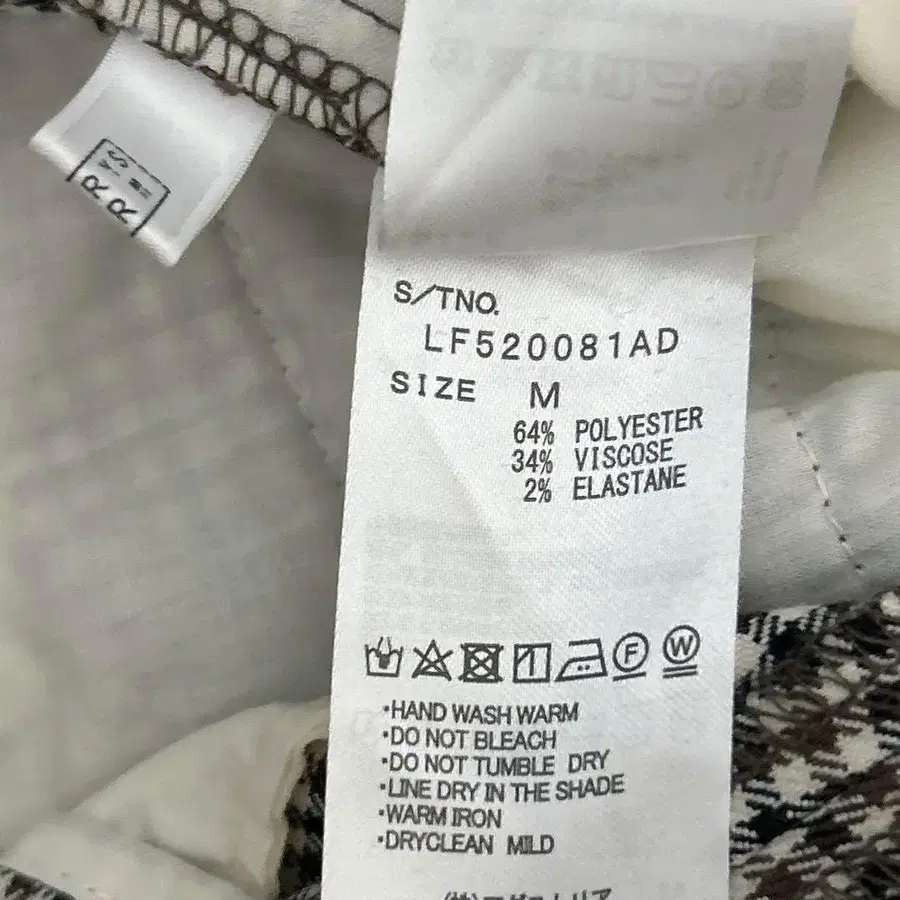 S/TNO.
LF520081AD
SIZE M
64% POLYESTER
34% VISCOSE
2% ELASTANE
F W
・HAND WASH WARM
・DO NOT BLEACH
・DO NOT TUMBLE DRY
・LINE DRY IN THE SHADE
・WARM IRON
・DRYCLEAN MILD